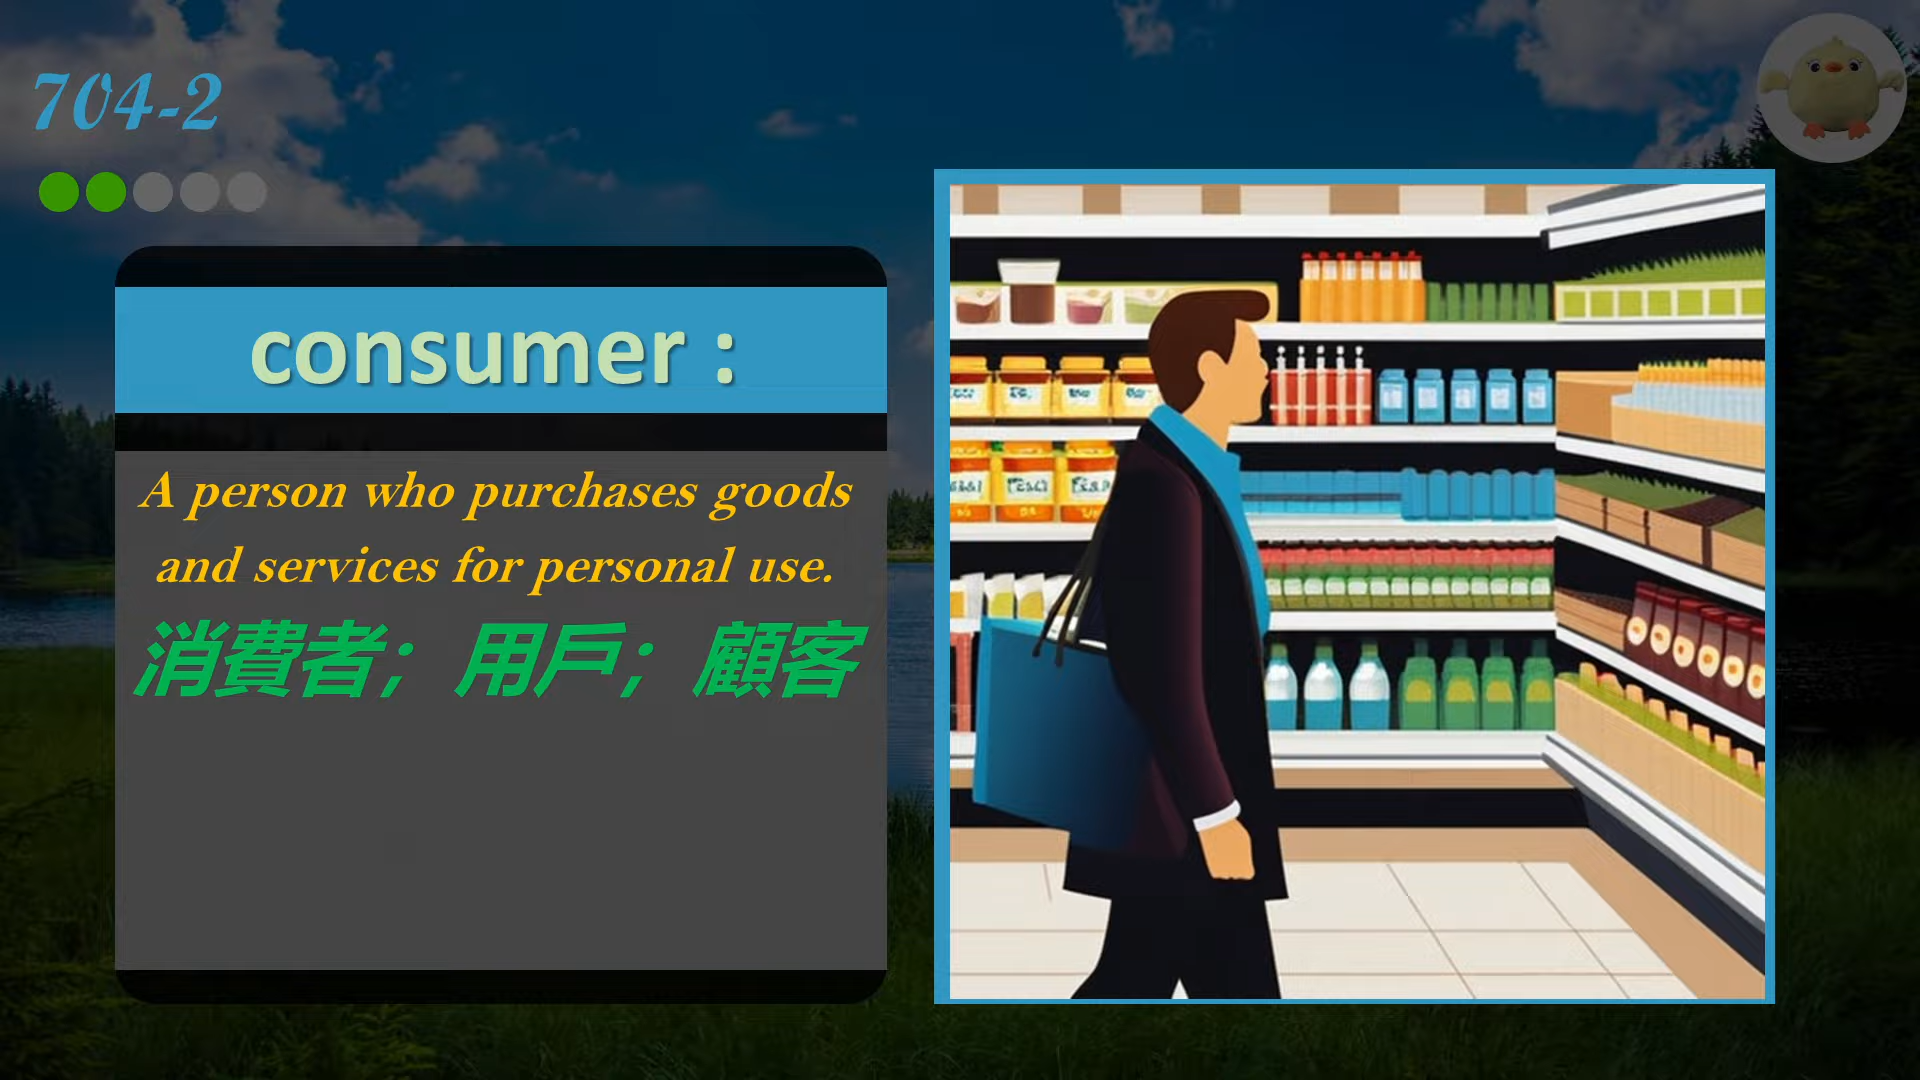 704-2
consumer :
A person who purchases goods
and services for personal use.
消費者；用戶；顧客